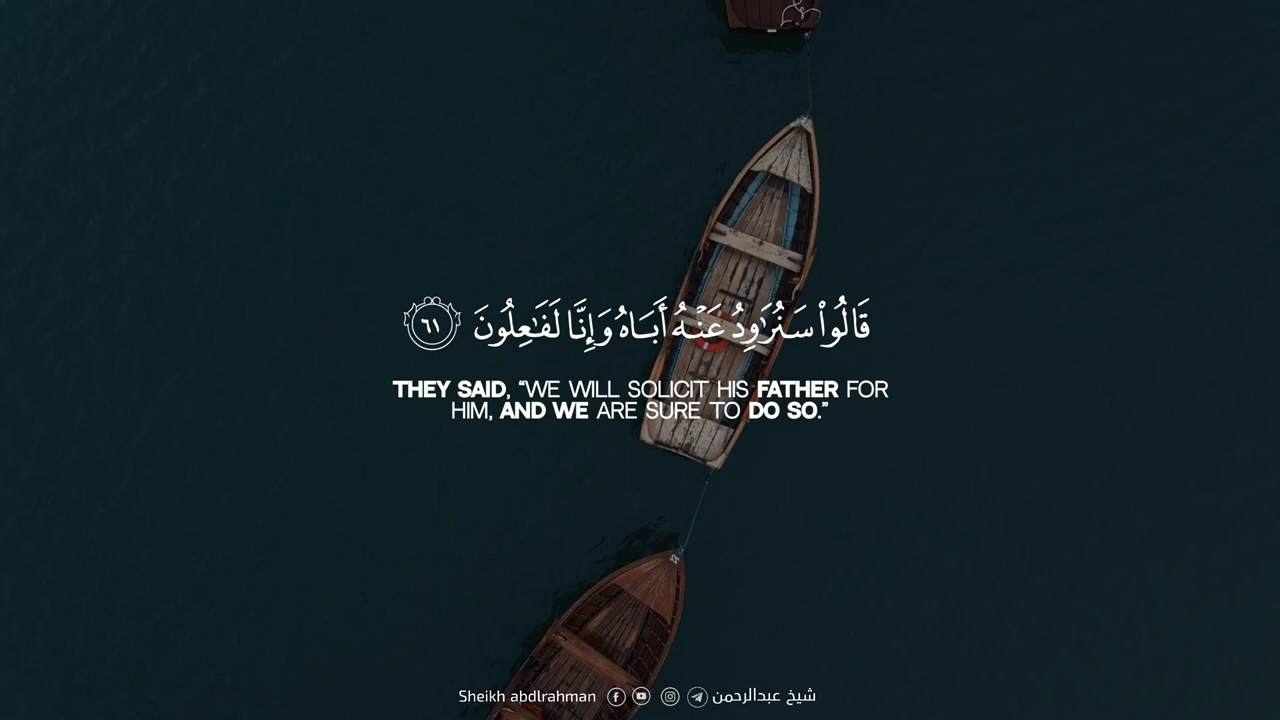 قَالُوا۟ سَنُرَٰوِدُ عَنْهُ أَبَاهُ وَإِنَّا لَفَـٰعِلُونَ ٦١
THEY SAID, “WE WILL SOLICIT HIS FATHER FOR
HIM, AND WE ARE SURE TO DO SO.”
Sheikh abdlrahman شيخ عبدالرحمن